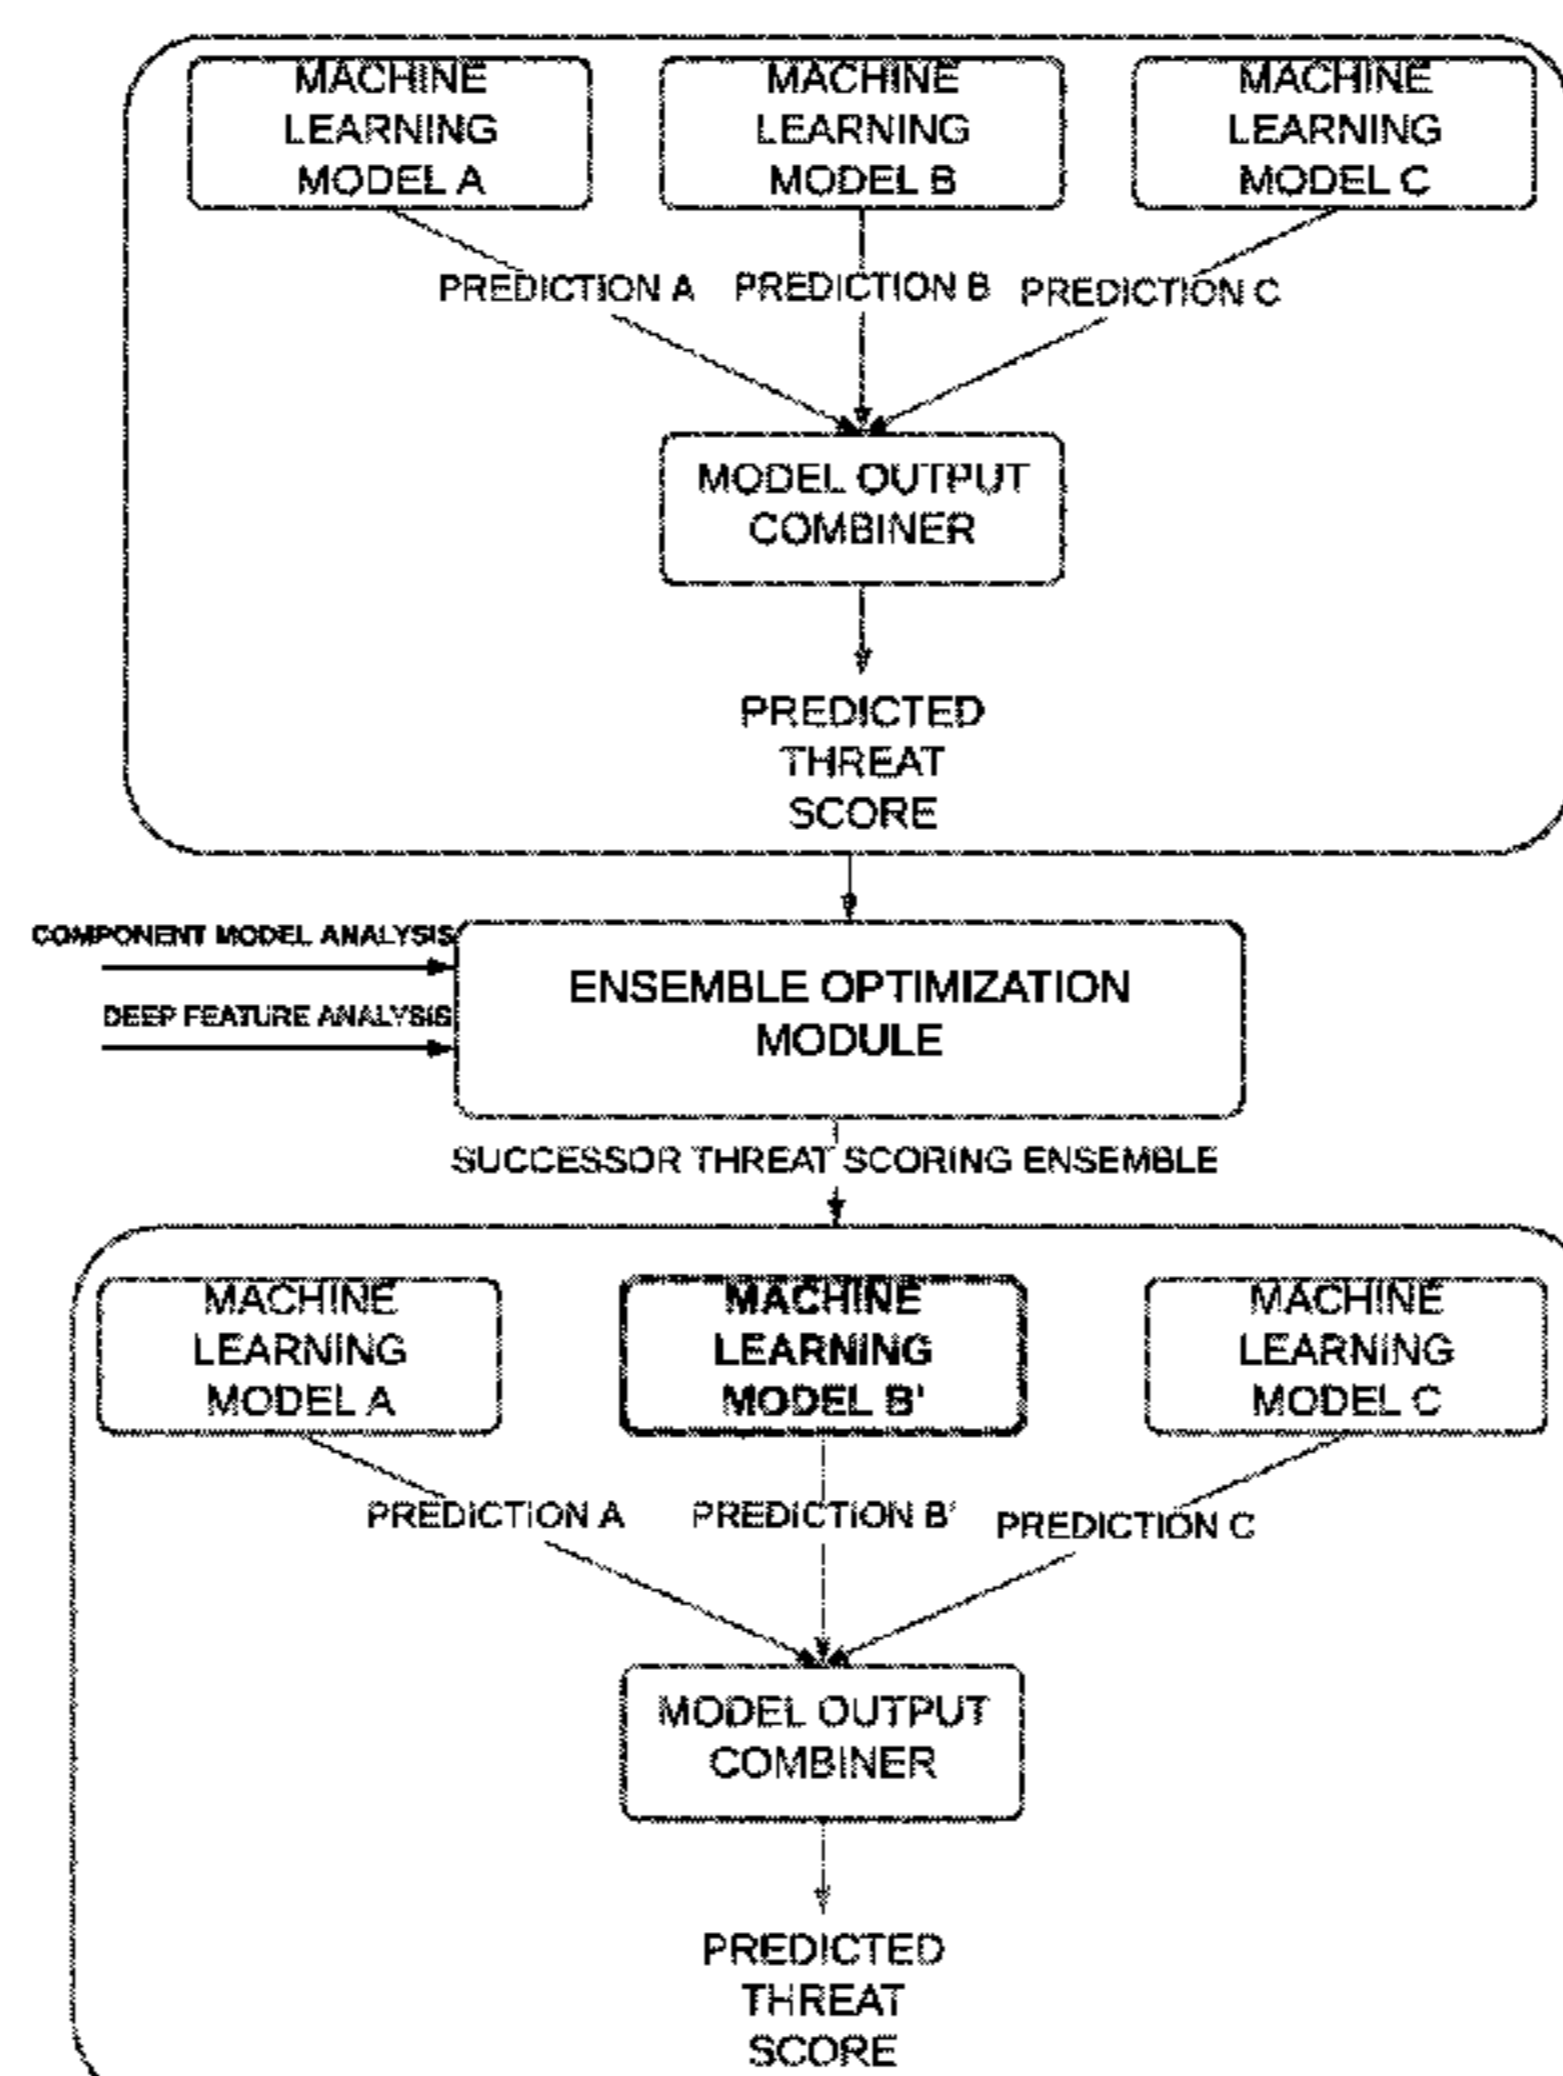 MACHINE
LEARNING
MODEL A
MACHINE
LEARNING
MODEL B
MACHINE
LEARNING
MODEL C
PREDICTION A
PREDICTION B
PREDICTION C
MODEL OUTPUT
COMBINER
PREDICTED
THREAT
SCORE
COMPONENT MODEL ANALYSIS
DEEP FEATURE ANALYSIS
ENSEMBLE OPTIMIZATION
MODULE
SUCCESSOR THREAT SCORING ENSEMBLE
MACHINE
LEARNING
MODEL A
MACHINE
LEARNING
MODEL B'
MACHINE
LEARNING
MODEL C
PREDICTION A
PREDICTION B'
PREDICTION C
MODEL OUTPUT
COMBINER
PREDICTED
THREAT
SCORE